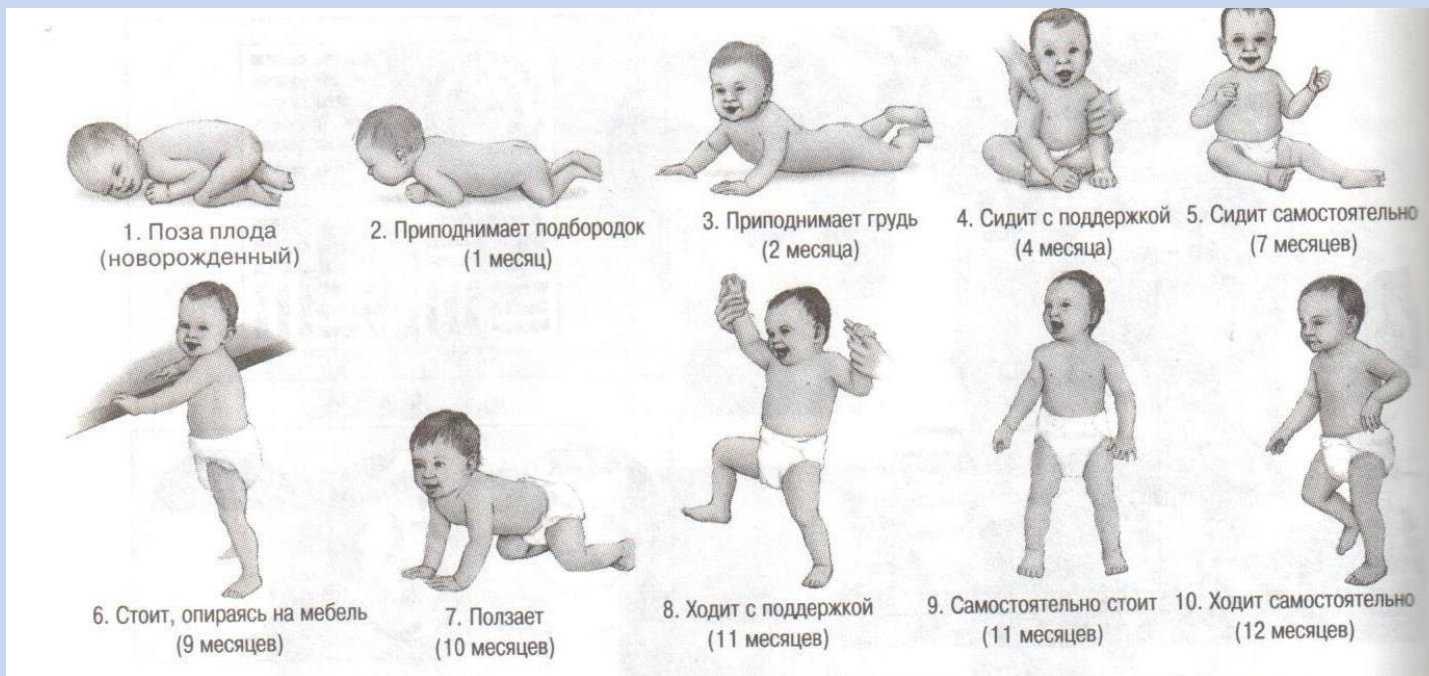 1. Поза плода
(новорожденный)
2. Приподнимает подбородок
(1 месяц)
3. Приподнимает грудь
(2 месяца)
4. Сидит с поддержкой
(4 месяца)
5. Сидит самостоятельно
(7 месяцев)
6. Стоит, опираясь на мебель
(9 месяцев)
7. Ползает
(10 месяцев)
8. Ходит с поддержкой
(11 месяцев)
9. Самостоятельно стоит
(11 месяцев)
10. Ходит самостоятельно
(12 месяцев)